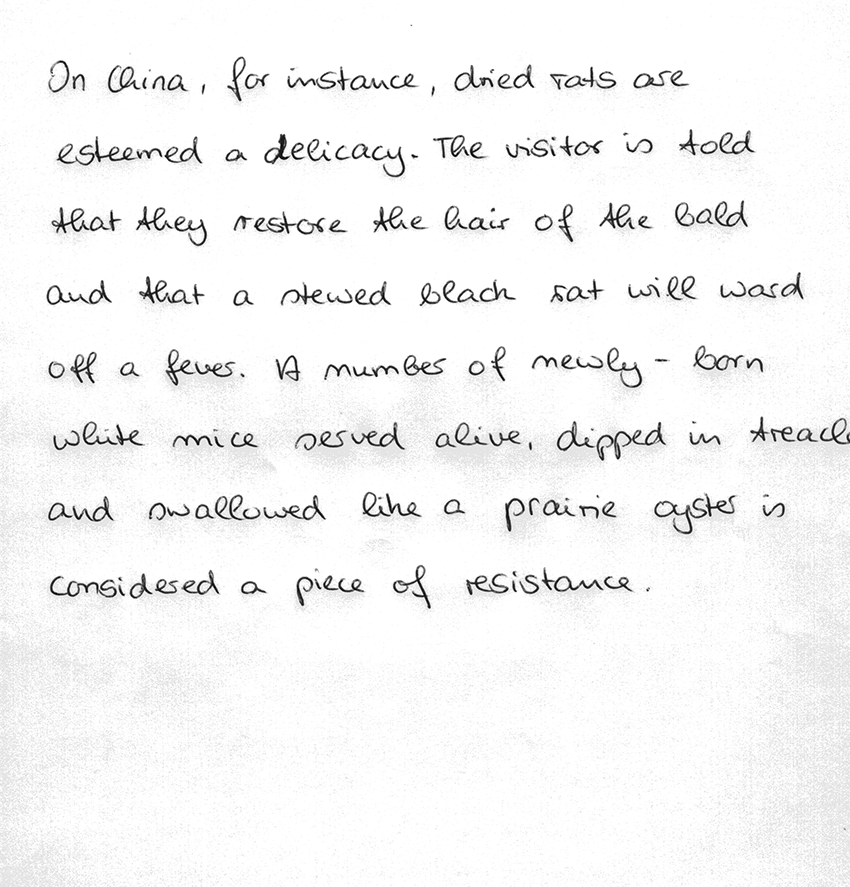 On China, for instance, dried rats are
esteemed a delicacy. The visitor is told
that they restore the hair of the bald
and that a stewed black rat will ward
off a fever. A number of newly - born
white mice served alive, dipped in treacle
and swallowed like a prairie oyster is
considered a piece of resistance.